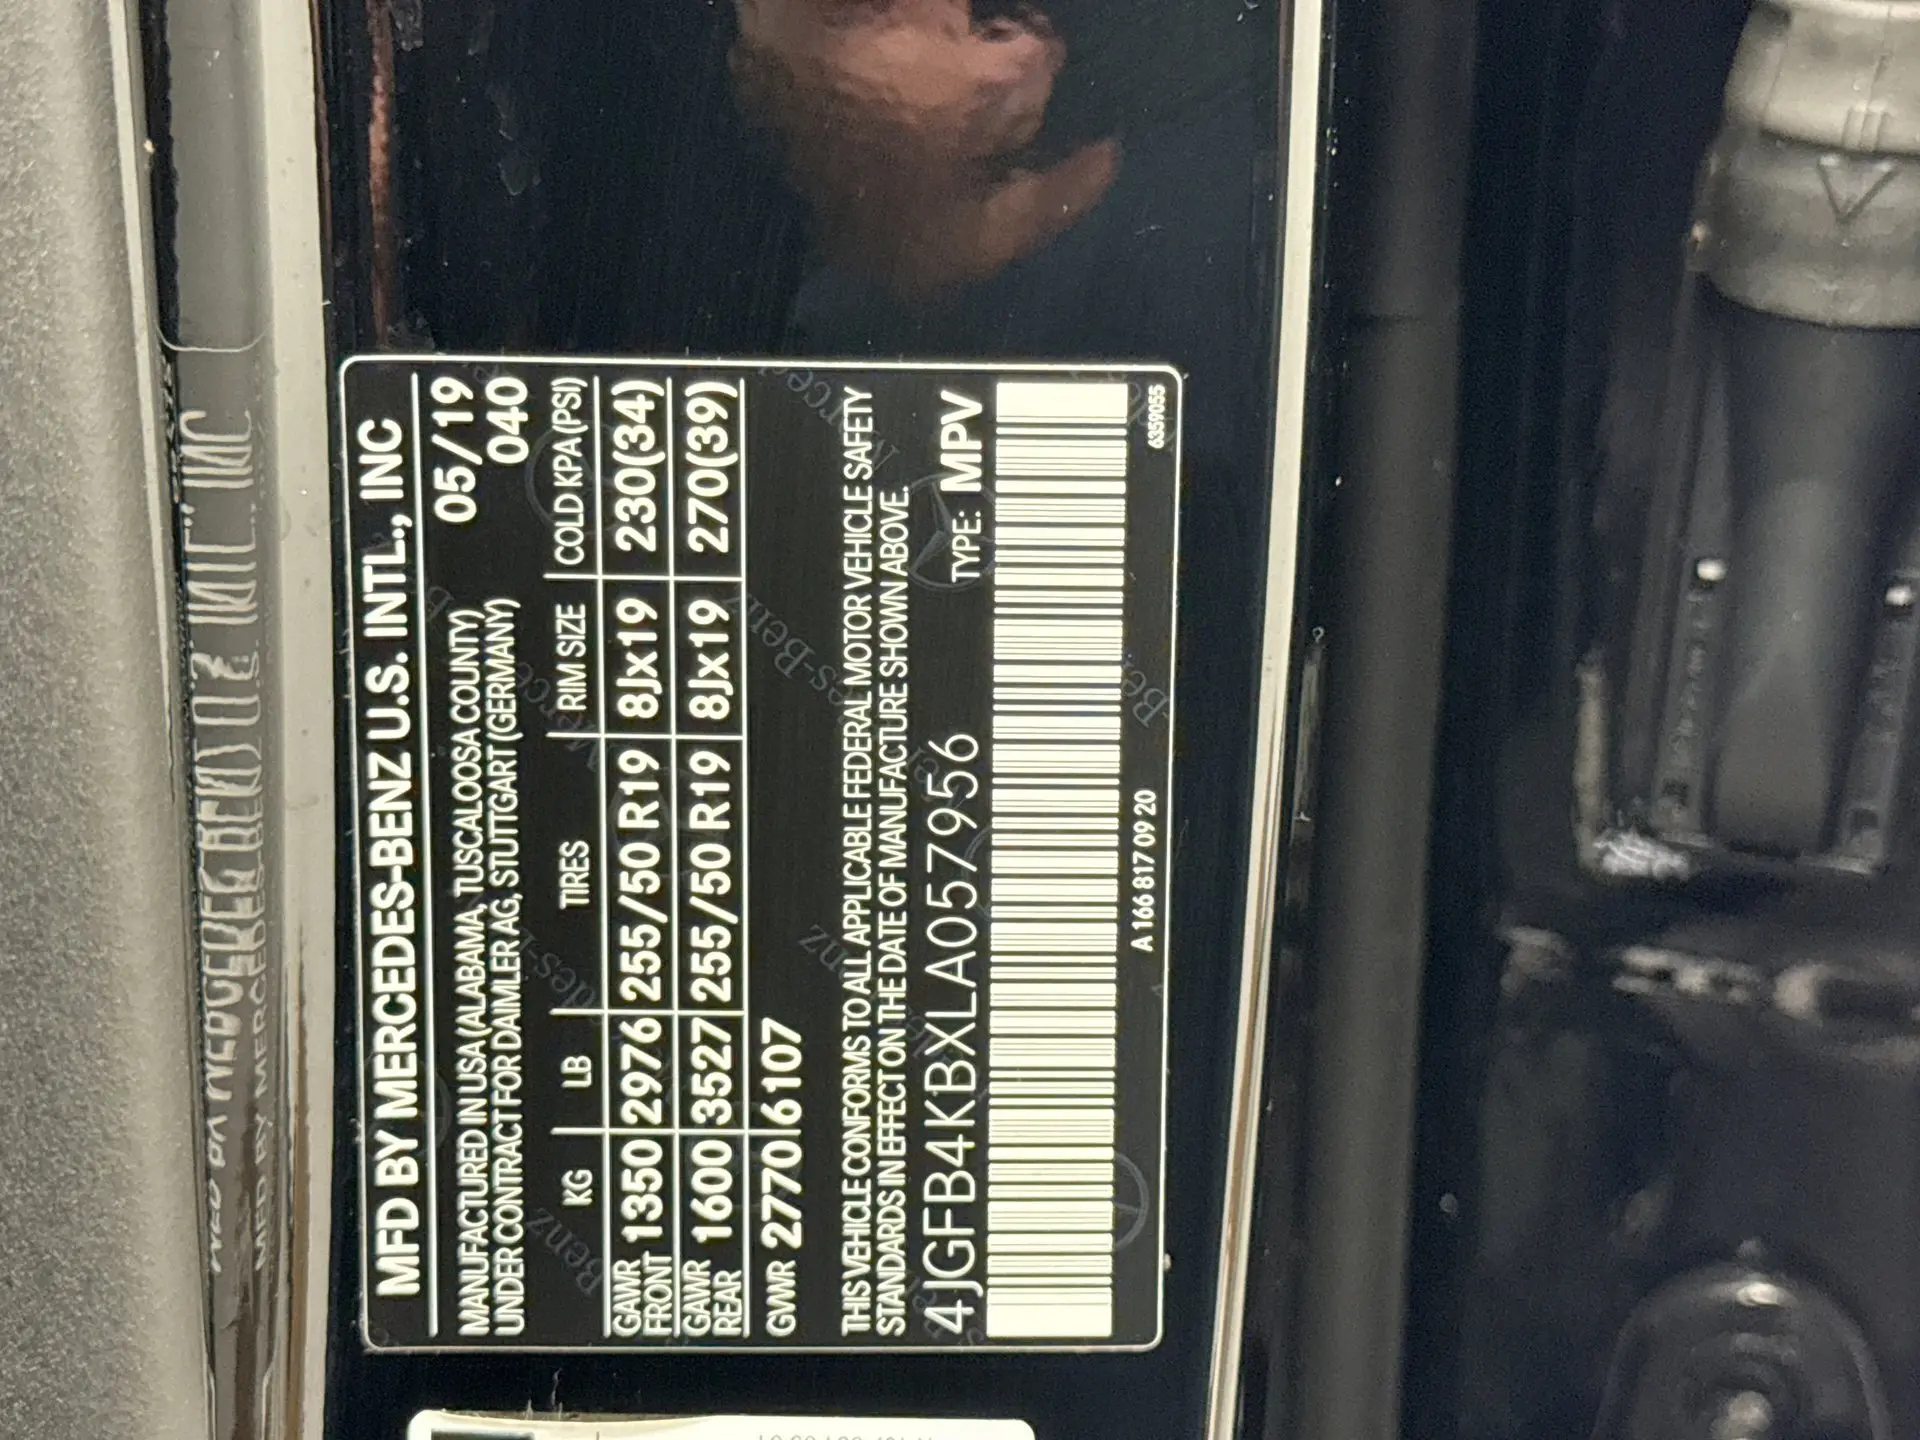 MFD BY MERCEDES-BENZ U.S. INTL., INC
MANUFACTURED IN USA (ALABAMA, TUSCALOOSA COUNTY) 05/19
UNDER CONTRACT FOR DAIMLER AG, STUTTGART (GERMANY) 040
KG LB TIRES RIM SIZE COLD KPA (PSI)
GAWR FRONT 1350 2976 255/50 R19 8Jx19 230(34)
GAWR REAR 1600 3527 255/50 R19 8Jx19 270(39)
GVWR 2770 6107
THIS VEHICLE CONFORMS TO ALL APPLICABLE FEDERAL MOTOR VEHICLE SAFETY
STANDARDS IN EFFECT ON THE DATE OF MANUFACTURE SHOWN ABOVE.
4JGFB4KBXLA057956 TYPE: MPV
A 166 817 09 20 6359055